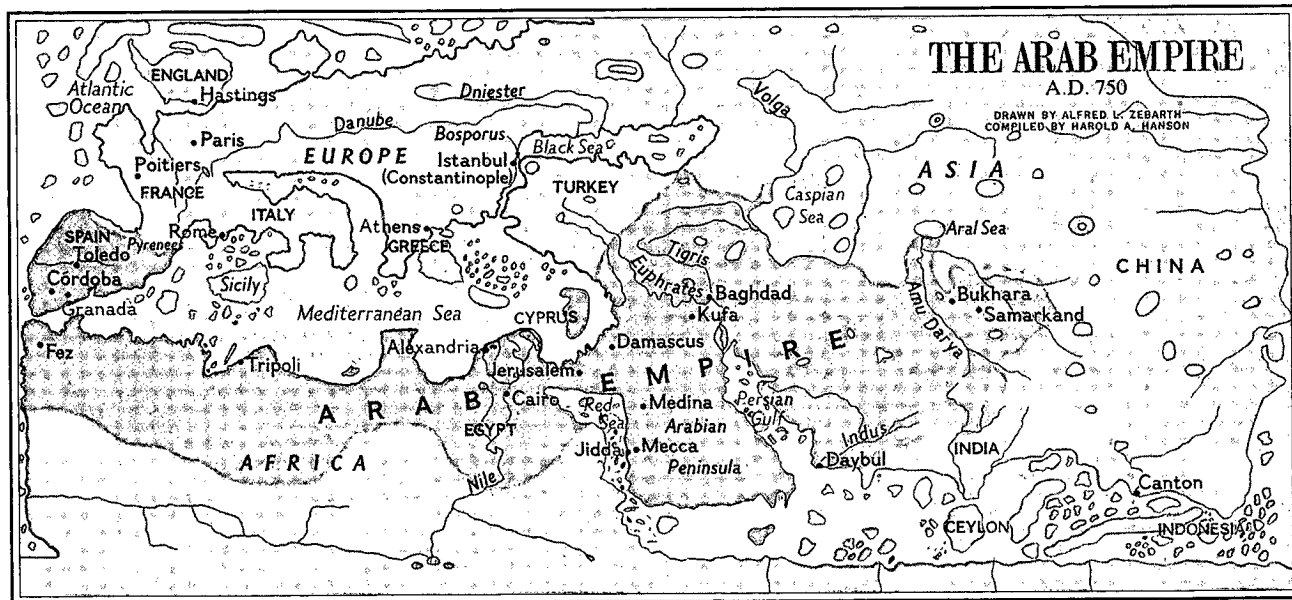 THE ARAB EMPIRE
A.D. 750
DRAWN BY ALFRED L. ZEBARTH
COMPILED BY HAROLD A. HANSON
ENGLAND
Hastings
Atlantic
Ocean
Paris
Poitiers
FRANCE
Dniester
Danube
EUROPE
Bosporus
Black Sea
Istanbul
(Constantinople)
TURKEY
Volga
Caspian
Sea
ASIA
Aral Sea
CHINA
SPAIN
Toledo
Pyrenees
Córdoba
Granada
Rome
ITALY
Sicily
Athens
GREECE
Mediterranean Sea
CYPRUS
Tigris
Euphrates
Baghdad
Kufa
Amu Darya
Bukhara
Samarkand
Fez
Tripoli
Alexandria
Jerusalem
Damascus
ARAB EMPIRE
Cairo
EGYPT
AFRICA
Nile
Red
Sea
Jidda
Medina
Mecca
Arabian
Peninsula
Persian
Gulf
Indus
Daybul
INDIA
CEYLON
Canton
INDONESIA